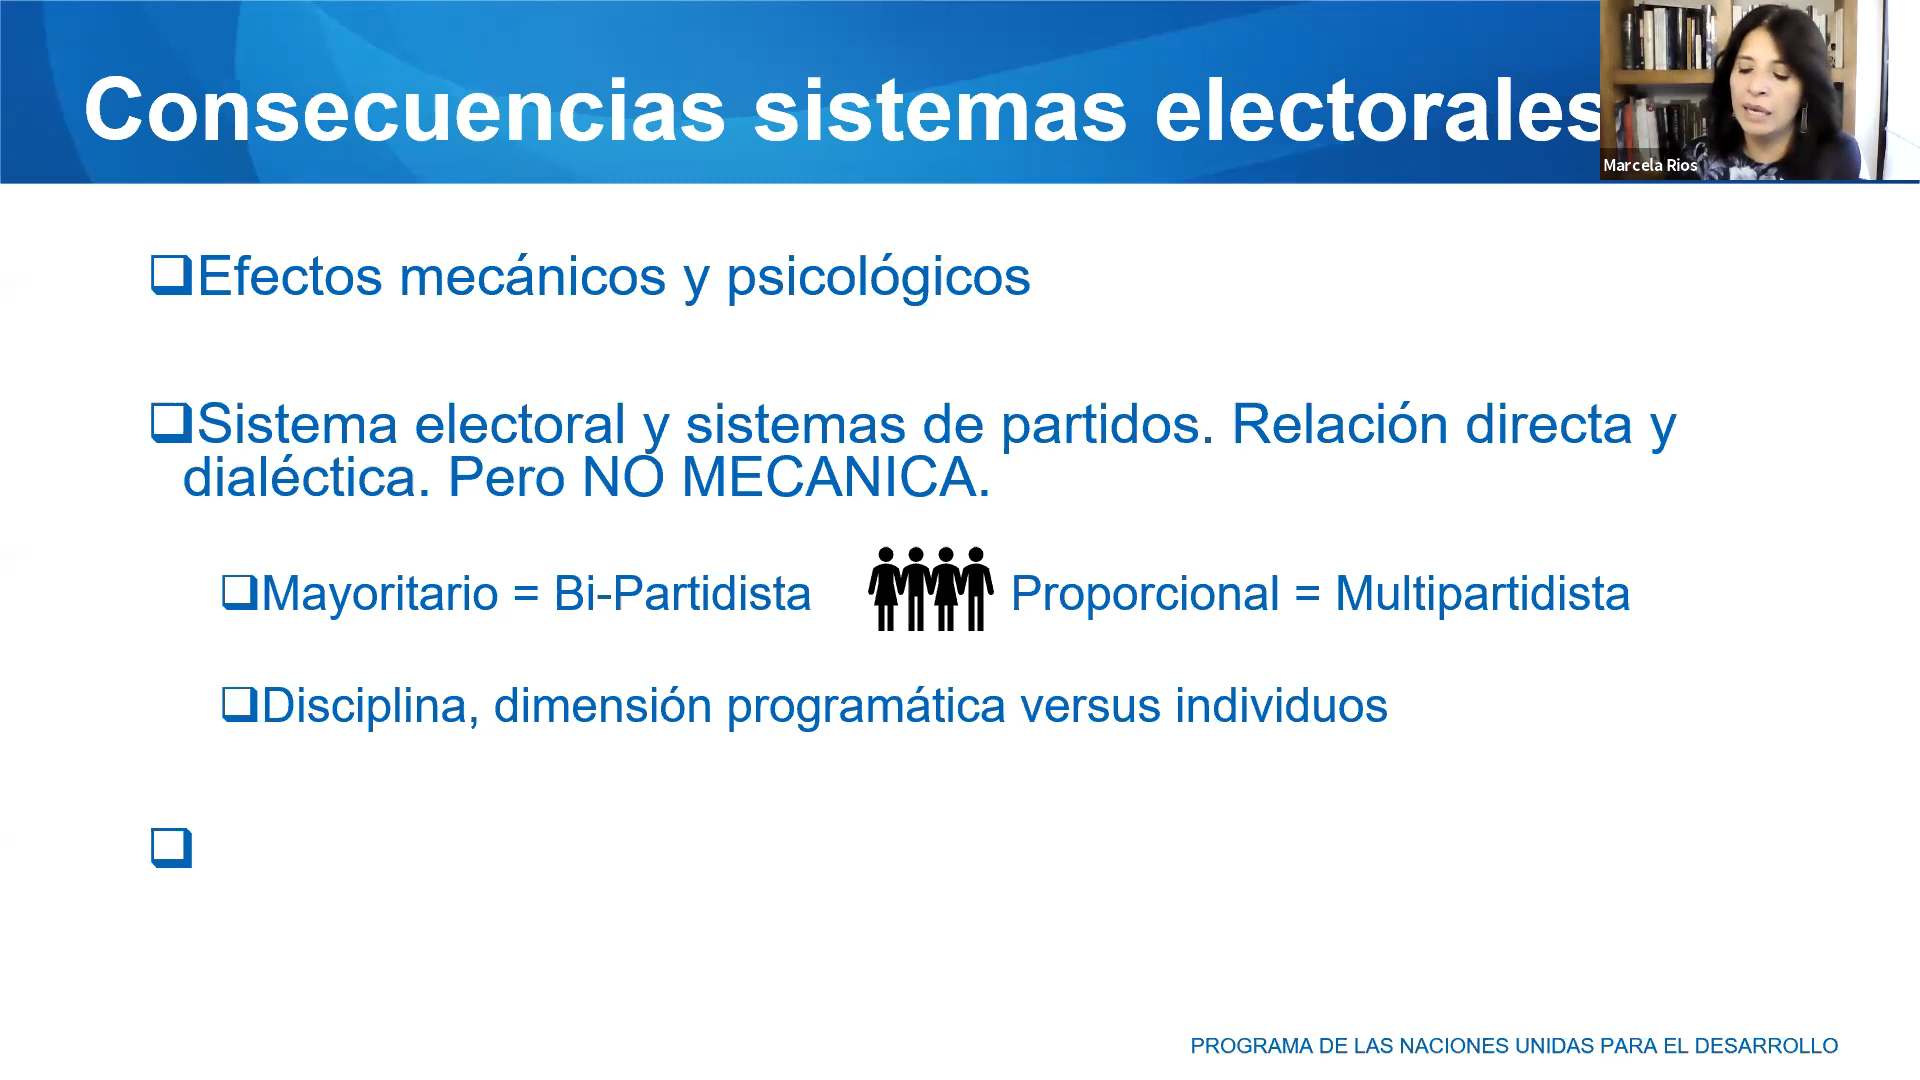 Consecuencias sistemas electorales
Marcela Rios
Efectos mecánicos y psicológicos
Sistema electoral y sistemas de partidos. Relación directa y
dialéctica. Pero NO MECANICA.
Mayoritario = Bi-Partidista Proporcional = Multipartidista
Disciplina, dimensión programática versus individuos
PROGRAMA DE LAS NACIONES UNIDAS PARA EL DESARROLLO